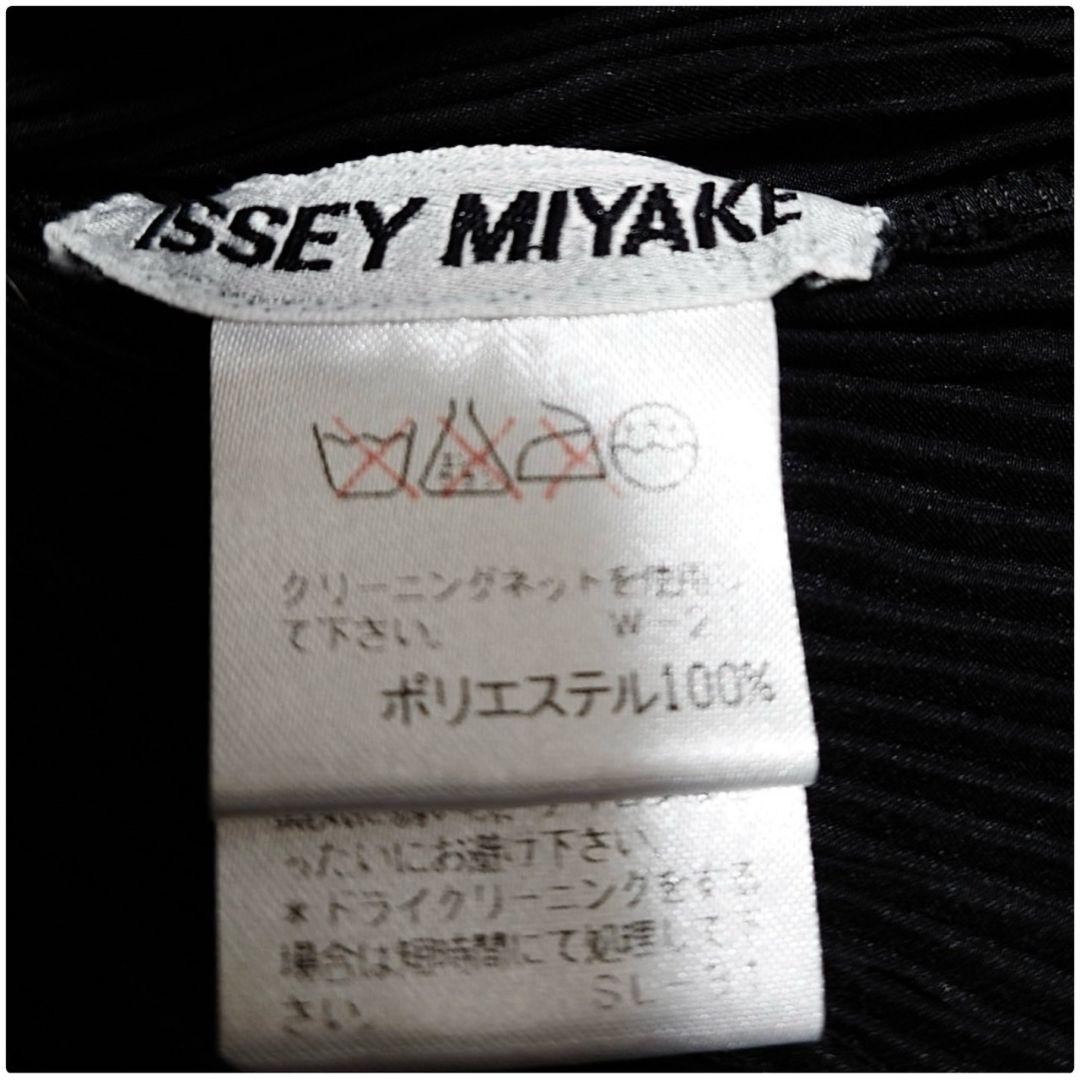 ISSEY MIYAKE
クリーニングネットを使用し
て下さい。 W-2
ポリエステル100%
ったいにお避け下さい。
*ドライクリーニングをする
場合は短時間にて処理して下
さい。 SL-